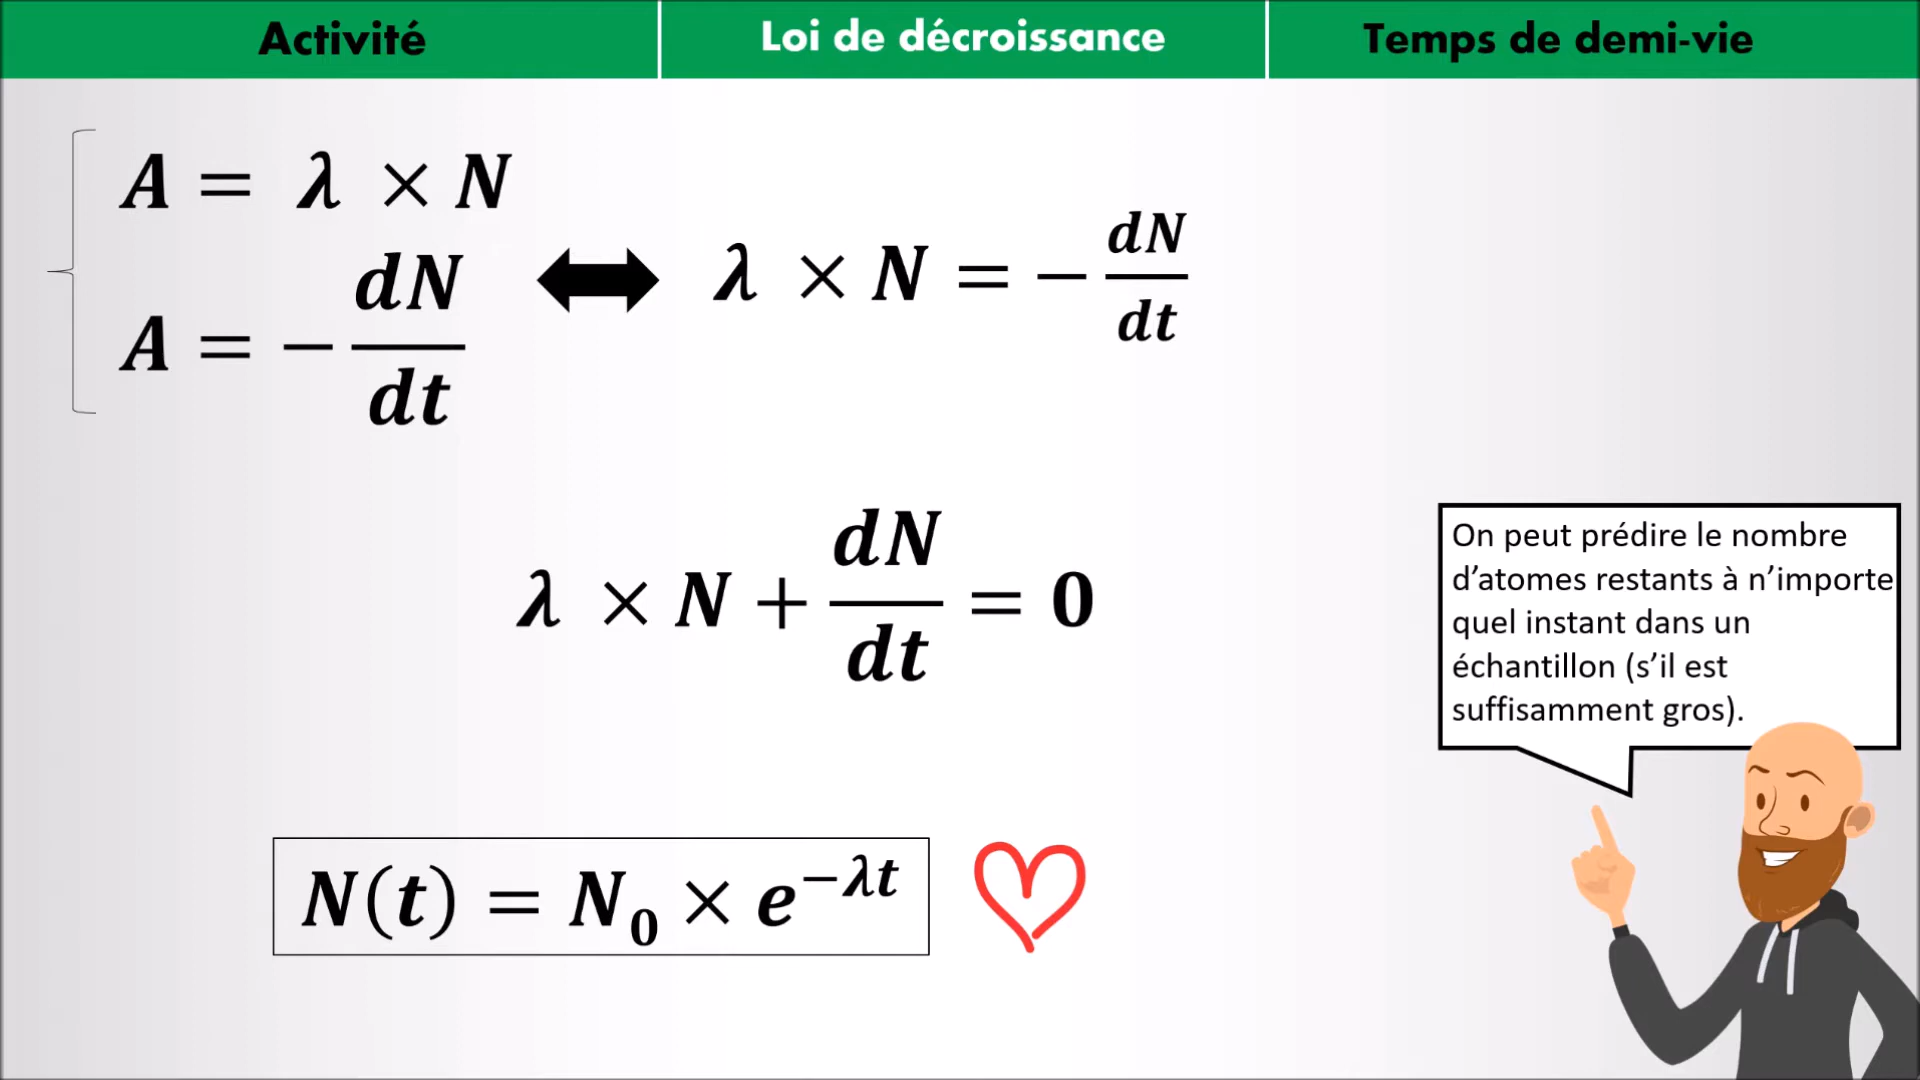 Activité
Loi de décroissance
Temps de demi-vie
A = λ × N
A = − dN/dt
λ × N = − dN/dt
λ × N + dN/dt = 0
On peut prédire le nombre
d’atomes restants à n’importe
quel instant dans un
échantillon (s’il est
suffisamment gros).
N(t) = N₀ × e^(−λt)